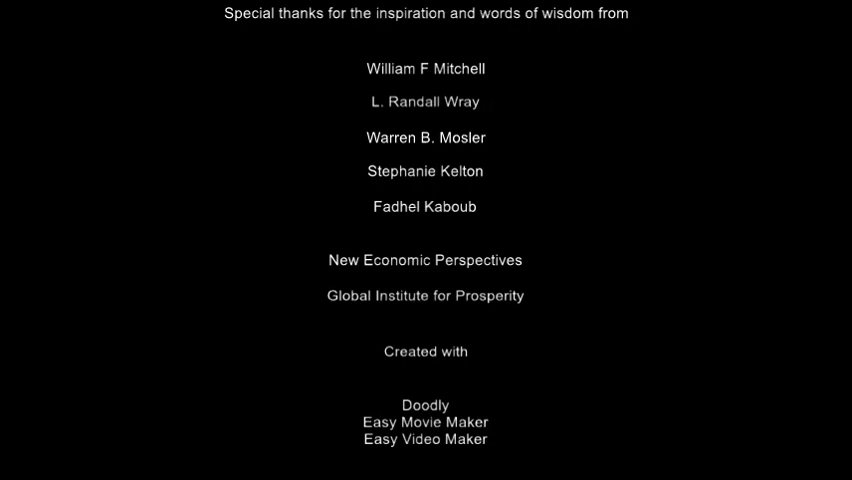 Special thanks for the inspiration and words of wisdom from
William F Mitchell
L. Randall Wray
Warren B. Mosler
Stephanie Kelton
Fadhel Kaboub
New Economic Perspectives
Global Institute for Prosperity
Created with
Doodly
Easy Movie Maker
Easy Video Maker